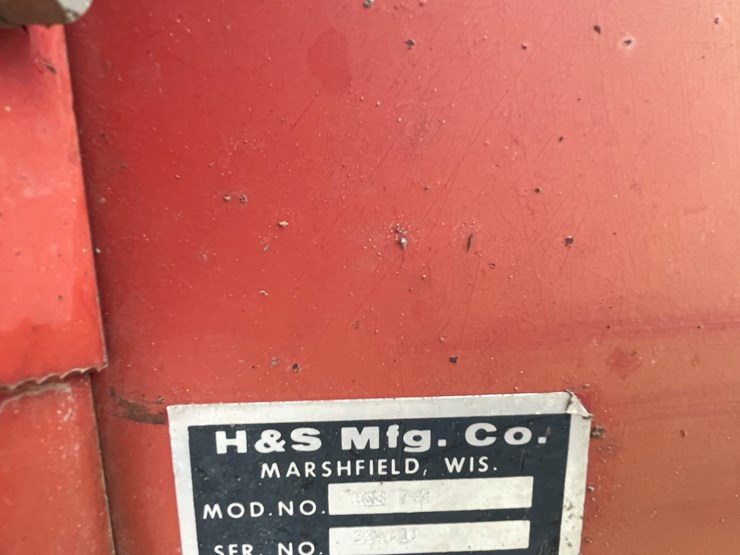 H&S Mfg. Co.
MARSHFIELD, WIS.
MOD.NO.
SER. NO.